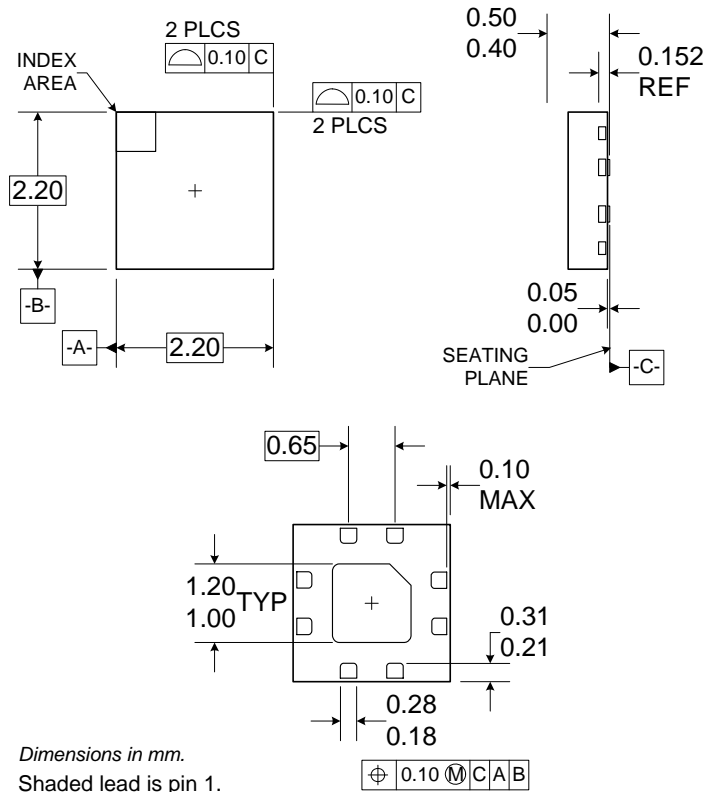 2 PLCS
⌓ 0.10 C
INDEX
AREA
⌓ 0.10 C
2 PLCS
2.20
-B-
-A-
2.20
0.50
0.40
0.152
REF
0.05
0.00
SEATING
PLANE
-C-
0.65
0.10
MAX
1.20
1.00
TYP
0.31
0.21
0.28
0.18
⌖ 0.10 Ⓜ C A B
Dimensions in mm.
Shaded lead is pin 1.